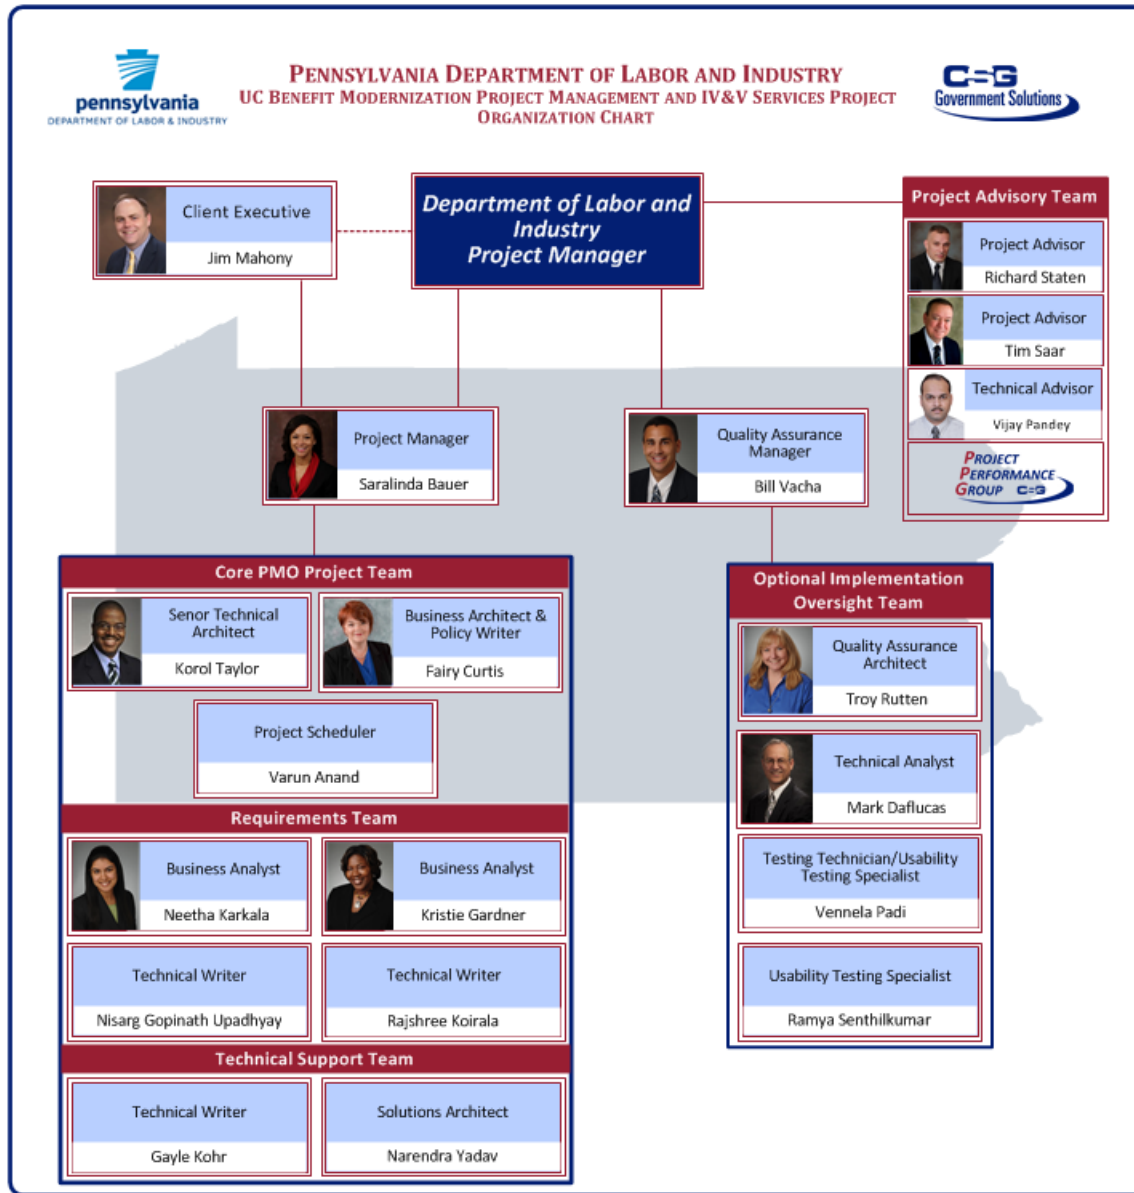 pennsylvania
DEPARTMENT OF LABOR & INDUSTRY
PENNSYLVANIA DEPARTMENT OF LABOR AND INDUSTRY
UC BENEFIT MODERNIZATION PROJECT MANAGEMENT AND IV&V SERVICES PROJECT
ORGANIZATION CHART
CSG
Government Solutions
Client Executive
Jim Mahony
Department of Labor and
Industry
Project Manager
Project Advisory Team
Project Advisor
Richard Staten
Project Advisor
Tim Saar
Technical Advisor
Vijay Pandey
PROJECT
PERFORMANCE
GROUP CSG
Project Manager
Saralinda Bauer
Quality Assurance
Manager
Bill Vacha
Core PMO Project Team
Senor Technical
Architect
Korol Taylor
Business Architect &
Policy Writer
Fairy Curtis
Project Scheduler
Varun Anand
Requirements Team
Business Analyst
Neetha Karkala
Business Analyst
Kristie Gardner
Technical Writer
Nisarg Gopinath Upadhyay
Technical Writer
Rajshree Koirala
Technical Support Team
Technical Writer
Gayle Kohr
Solutions Architect
Narendra Yadav
Optional Implementation
Oversight Team
Quality Assurance
Architect
Troy Rutten
Technical Analyst
Mark Daflucas
Testing Technician/Usability
Testing Specialist
Vennela Padi
Usability Testing Specialist
Ramya Senthilkumar